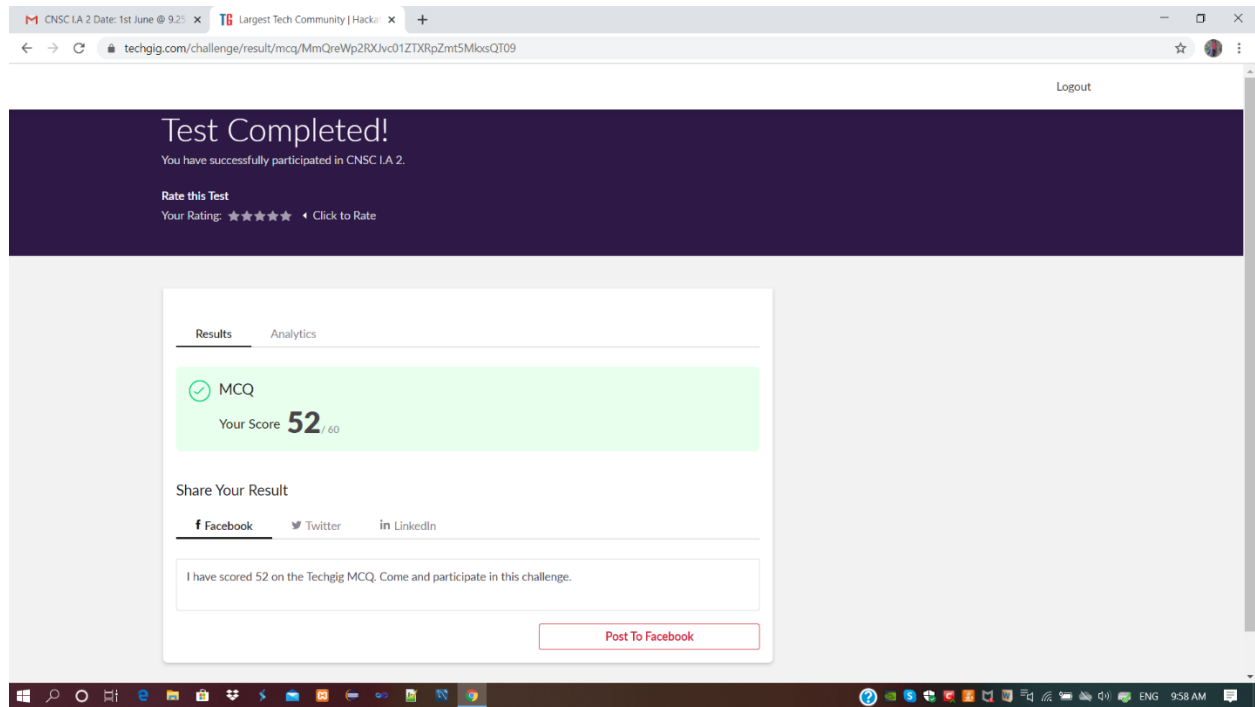 CNSC I.A 2 Date: 1st June @ 9.25
TG Largest Tech Community | Hacka
techgig.com/challenge/result/mcq/MmQreWp2RXJvc01ZTXRpZmt5MkxsQT09
Logout
Test Completed!
You have successfully participated in CNSC I.A 2.
Rate this Test
Your Rating: Click to Rate
Results Analytics
MCQ
Your Score 52 / 60
Share Your Result
f Facebook Twitter in LinkedIn
I have scored 52 on the Techgig MCQ. Come and participate in this challenge.
Post To Facebook
ENG 9:58 AM